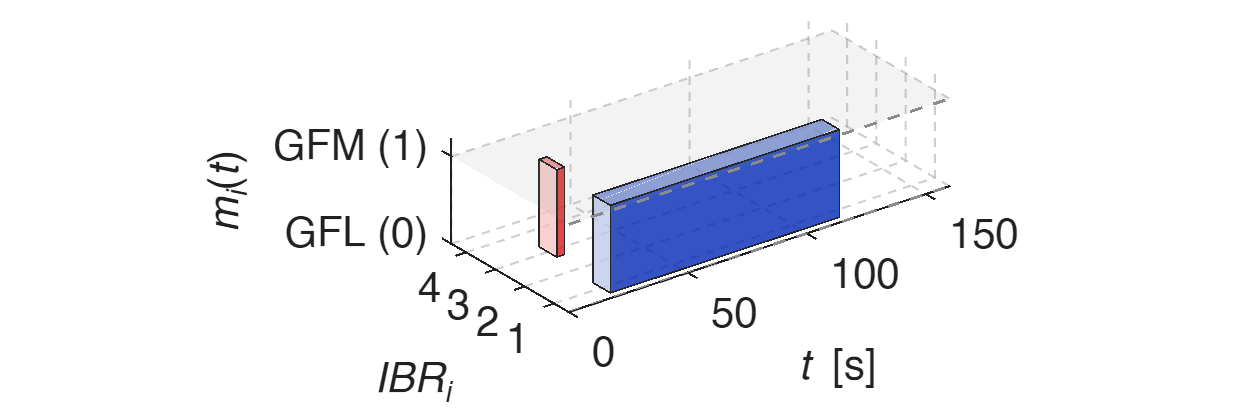 m_i(t)
GFM (1)
GFL (0)
4
3
2
1
IBR_i
0
50
100
150
t [s]